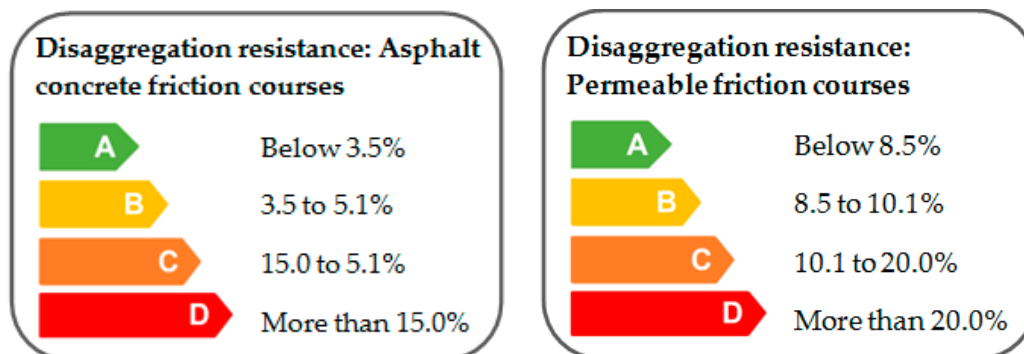 Disaggregation resistance: Asphalt
concrete friction courses
A Below 3.5%
B 3.5 to 5.1%
C 15.0 to 5.1%
D More than 15.0%
Disaggregation resistance:
Permeable friction courses
A Below 8.5%
B 8.5 to 10.1%
C 10.1 to 20.0%
D More than 20.0%